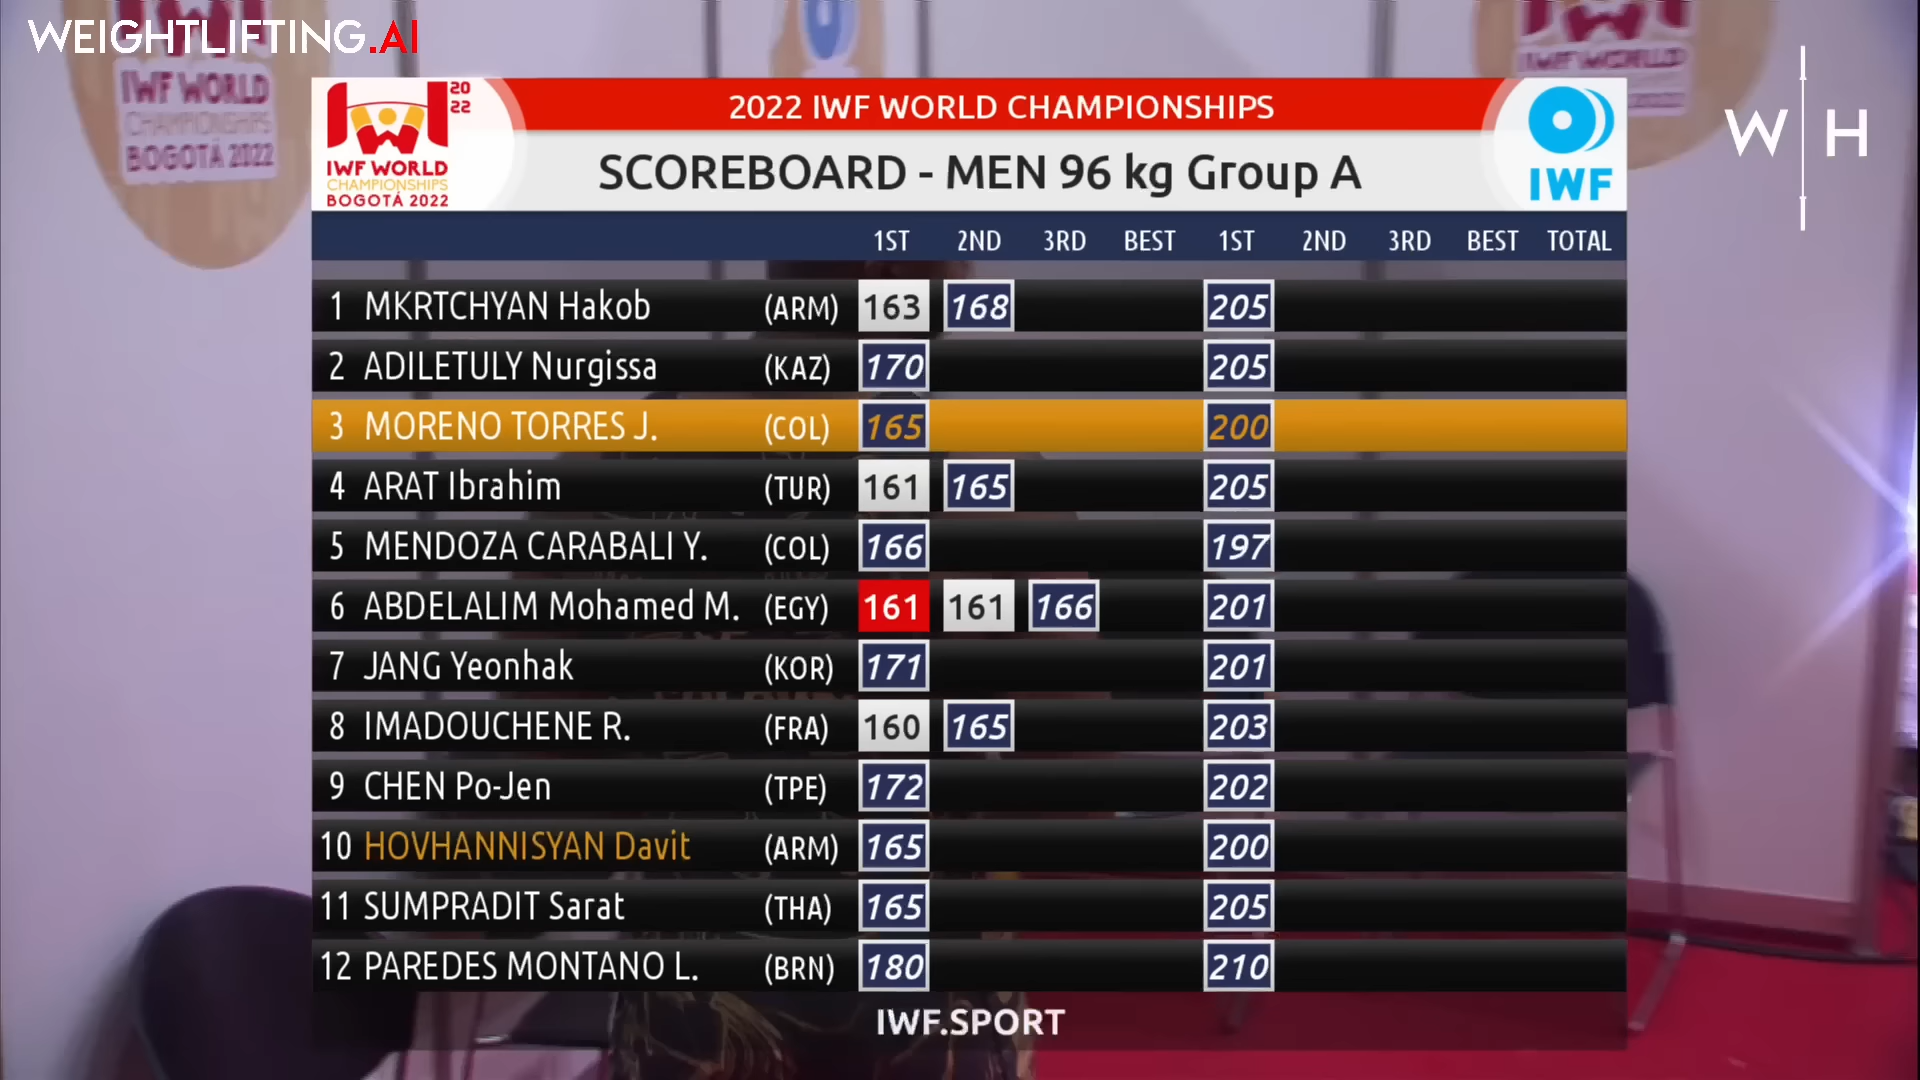 WEIGHTLIFTING.AI
IWF WORLD
CHAMPIONSHIPS
BOGOTÁ 2022
IWF WORLD
2022
W H
20
22
IWF WORLD
CHAMPIONSHIPS
BOGOTÁ 2022
2022 IWF WORLD CHAMPIONSHIPS
SCOREBOARD - MEN 96 kg Group A
IWF
1ST 2ND 3RD BEST 1ST 2ND 3RD BEST TOTAL
1 MKRTCHYAN Hakob (ARM) 163 168 205
2 ADILETULY Nurgissa (KAZ) 170 205
3 MORENO TORRES J. (COL) 165 200
4 ARAT Ibrahim (TUR) 161 165 205
5 MENDOZA CARABALI Y. (COL) 166 197
6 ABDELALIM Mohamed M. (EGY) 161 161 166 201
7 JANG Yeonhak (KOR) 171 201
8 IMADOUCHENE R. (FRA) 160 165 203
9 CHEN Po-Jen (TPE) 172 202
10 HOVHANNISYAN Davit (ARM) 165 200
11 SUMPRADIT Sarat (THA) 165 205
12 PAREDES MONTANO L. (BRN) 180 210
IWF.SPORT